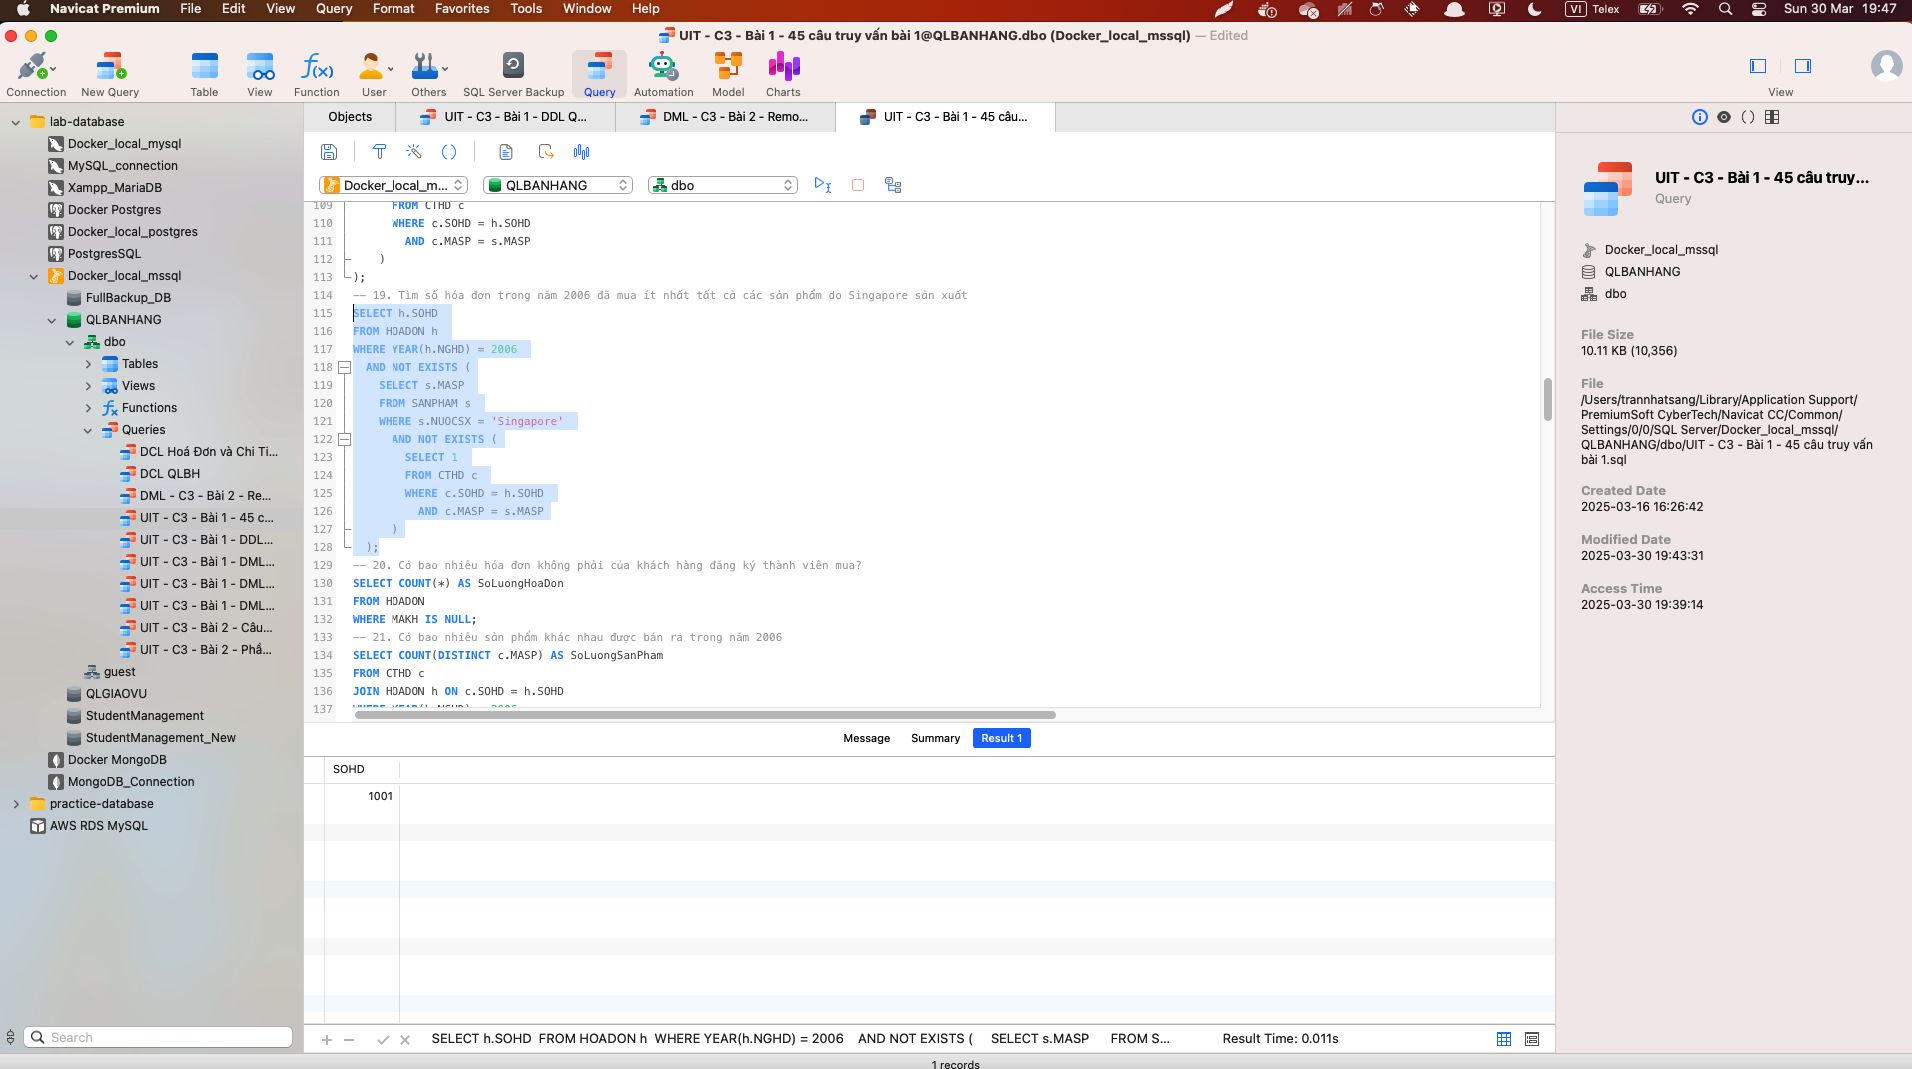 Navicat Premium File Edit View Query Format Favorites Tools Window Help VI Telex Sun 30 Mar 19:47
UIT - C3 - Bài 1 - 45 câu truy vấn bài 1@QLBANHANG.dbo (Docker_local_mssql) — Edited
Connection New Query Table View Function User Others SQL Server Backup Query Automation Model Charts View
lab-database
Docker_local_mysql
MySQL_connection
Xampp_MariaDB
Docker Postgres
Docker_local_postgres
PostgresSQL
Docker_local_mssql
FullBackup_DB
QLBANHANG
dbo
Tables
Views
Functions
Queries
DCL Hoá Đơn và Chi Ti...
DCL QLBH
DML - C3 - Bài 2 - Re...
UIT - C3 - Bài 1 - 45 c...
UIT - C3 - Bài 1 - DDL...
UIT - C3 - Bài 1 - DML...
UIT - C3 - Bài 1 - DML...
UIT - C3 - Bài 1 - DML...
UIT - C3 - Bài 2 - Câu...
UIT - C3 - Bài 2 - Phầ...
guest
QLGIAOVU
StudentManagement
StudentManagement_New
Docker MongoDB
MongoDB_Connection
practice-database
AWS RDS MySQL
Search
Objects UIT - C3 - Bài 1 - DDL Q... DML - C3 - Bài 2 - Remo... UIT - C3 - Bài 1 - 45 câu...
Docker_local_m... QLBANHANG dbo
109 FROM CTHD c
110 WHERE c.SOHD = h.SOHD
111 AND c.MASP = s.MASP
112 )
113 );
114 -- 19. Tìm số hóa đơn trong năm 2006 đã mua ít nhất tất cả các sản phẩm do Singapore sản xuất
115 SELECT h.SOHD
116 FROM HOADON h
117 WHERE YEAR(h.NGHD) = 2006
118 AND NOT EXISTS (
119 SELECT s.MASP
120 FROM SANPHAM s
121 WHERE s.NUOCSX = 'Singapore'
122 AND NOT EXISTS (
123 SELECT 1
124 FROM CTHD c
125 WHERE c.SOHD = h.SOHD
126 AND c.MASP = s.MASP
127 )
128 );
129 -- 20. Có bao nhiêu hóa đơn không phải của khách hàng đăng ký thành viên mua?
130 SELECT COUNT(*) AS SoLuongHoaDon
131 FROM HOADON
132 WHERE MAKH IS NULL;
133 -- 21. Có bao nhiêu sản phẩm khác nhau được bán ra trong năm 2006
134 SELECT COUNT(DISTINCT c.MASP) AS SoLuongSanPham
135 FROM CTHD c
136 JOIN HOADON h ON c.SOHD = h.SOHD
137 WHERE YEAR(h.NGHD) = 2006
Message Summary Result 1
SOHD
1001
SELECT h.SOHD FROM HOADON h WHERE YEAR(h.NGHD) = 2006 AND NOT EXISTS ( SELECT s.MASP FROM S... Result Time: 0.011s
1 records
UIT - C3 - Bài 1 - 45 câu truy...
Query
Docker_local_mssql
QLBANHANG
dbo
File Size
10.11 KB (10,356)
File
/Users/trannhatsang/Library/Application Support/
PremiumSoft CyberTech/Navicat CC/Common/
Settings/0/0/SQL Server/Docker_local_mssql/
QLBANHANG/dbo/UIT - C3 - Bài 1 - 45 câu truy vấn
bài 1.sql
Created Date
2025-03-16 16:26:42
Modified Date
2025-03-30 19:43:31
Access Time
2025-03-30 19:39:14